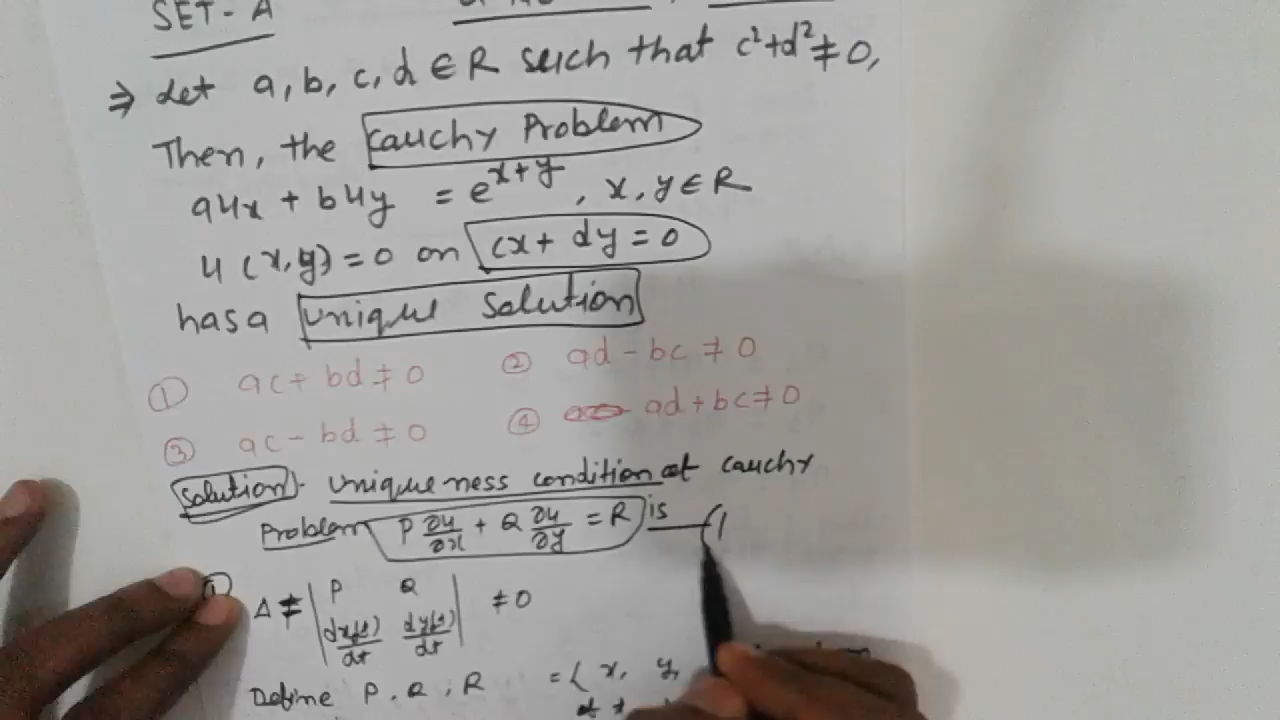 SET- A
⇒ Let a, b, c, d ∈ R such that c²+d² ≠ 0,
Then, the Cauchy Problem
aux + buy = e^x+y , x, y ∈ R
u(x,y) = 0 on cx + dy = 0
has a unique solution
① ac + bd ≠ 0 ② ad - bc ≠ 0
③ ac - bd ≠ 0 ④ ad + bc ≠ 0
Solution:- Uniqueness condition of Cauchy
Problem P ∂u/∂x + Q ∂u/∂y = R is (
① Δ ≠ | P Q | ≠ 0
dx(t)/dt dy(t)/dt
Define P, Q, R = ( x, y,